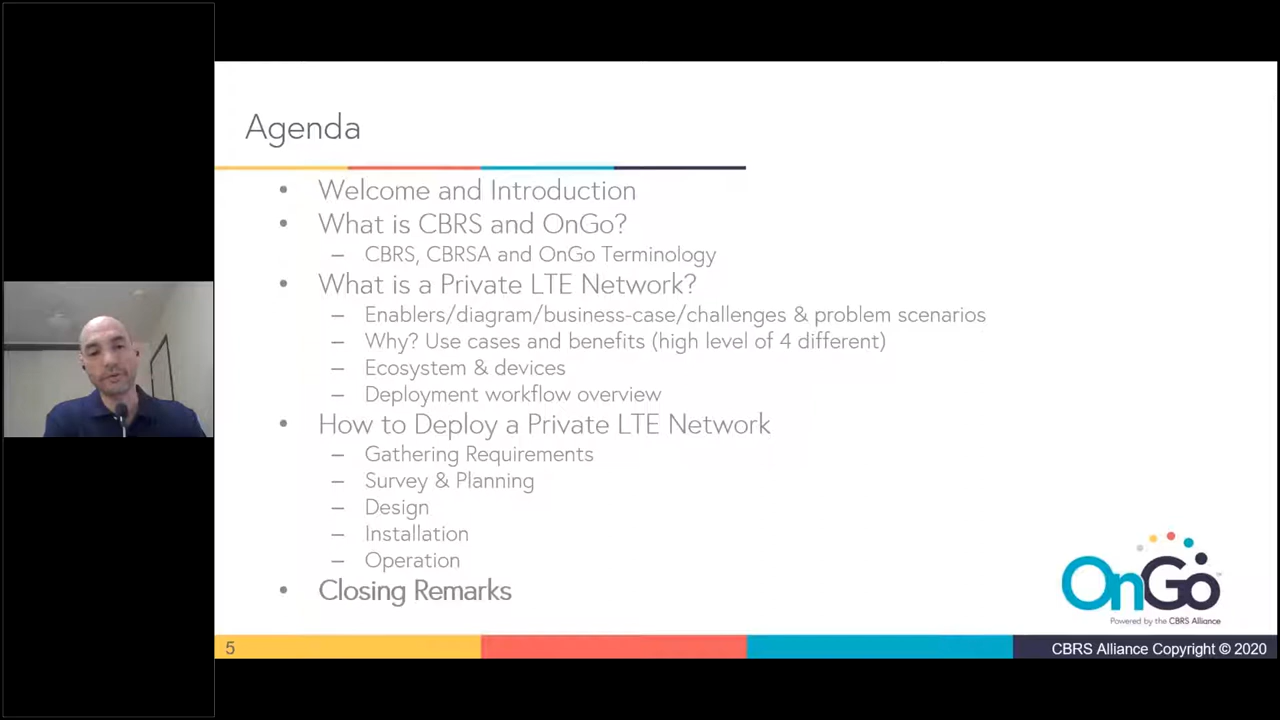 Agenda
• Welcome and Introduction
• What is CBRS and OnGo?
– CBRS, CBRSA and OnGo Terminology
• What is a Private LTE Network?
– Enablers/diagram/business-case/challenges & problem scenarios
– Why? Use cases and benefits (high level of 4 different)
– Ecosystem & devices
– Deployment workflow overview
• How to Deploy a Private LTE Network
– Gathering Requirements
– Survey & Planning
– Design
– Installation
– Operation
• Closing Remarks
OnGo™
Powered by the CBRS Alliance
5
CBRS Alliance Copyright © 2020